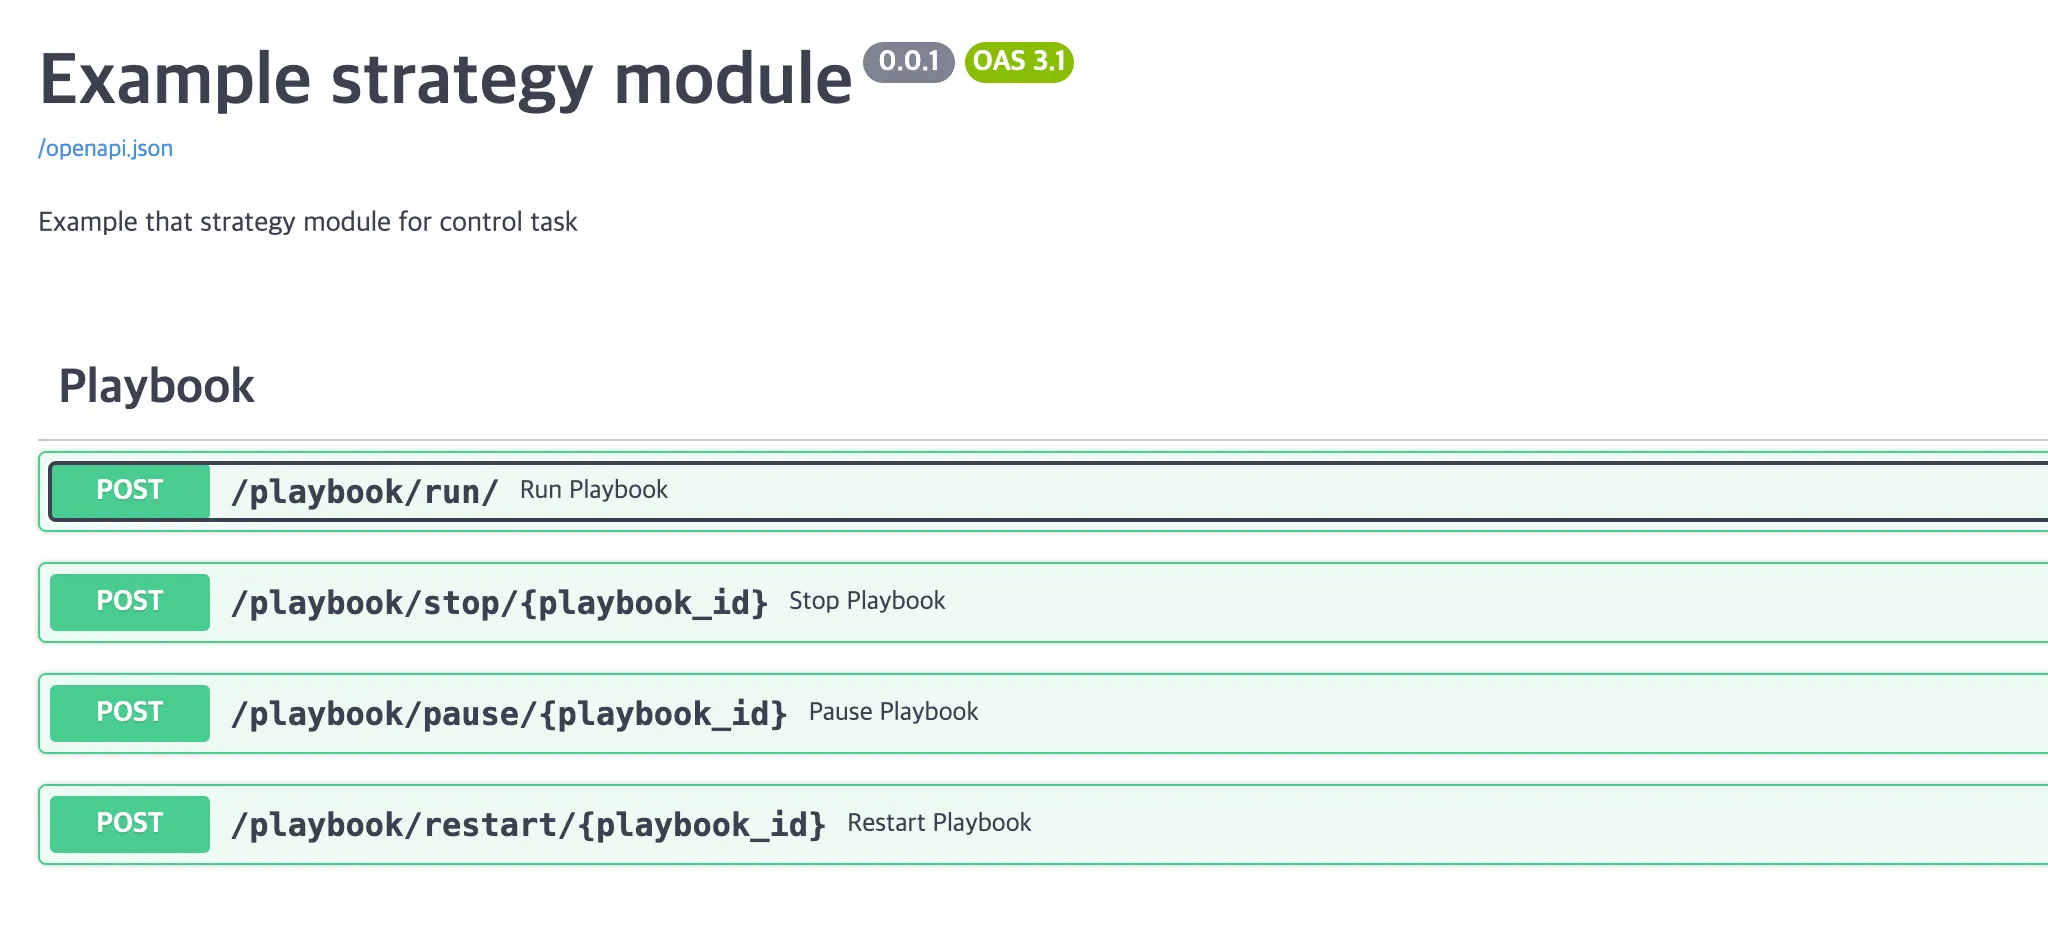 Example strategy module 0.0.1 OAS 3.1
/openapi.json
Example that strategy module for control task
Playbook
POST /playbook/run/ Run Playbook
POST /playbook/stop/{playbook_id} Stop Playbook
POST /playbook/pause/{playbook_id} Pause Playbook
POST /playbook/restart/{playbook_id} Restart Playbook